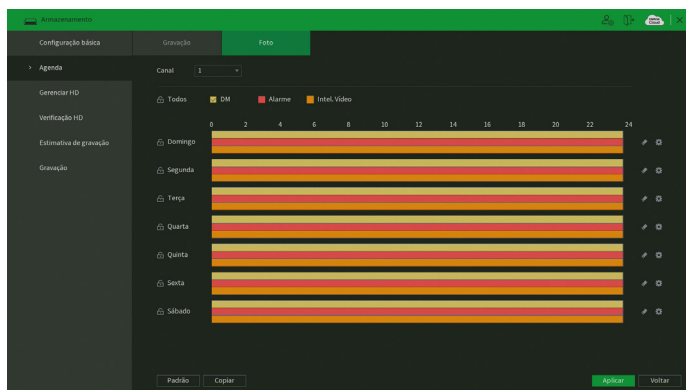 Armazenamento
Configuração básica
Gravação
Foto
Agenda
Canal
1
Gerenciar HD
Todos
DM
Alarme
Intel. Vídeo
Verificação HD
0 2 4 6 8 10 12 14 16 18 20 22 24
Estimativa de gravação
Domingo
Gravação
Segunda
Terça
Quarta
Quinta
Sexta
Sábado
Padrão
Copiar
Aplicar
Voltar